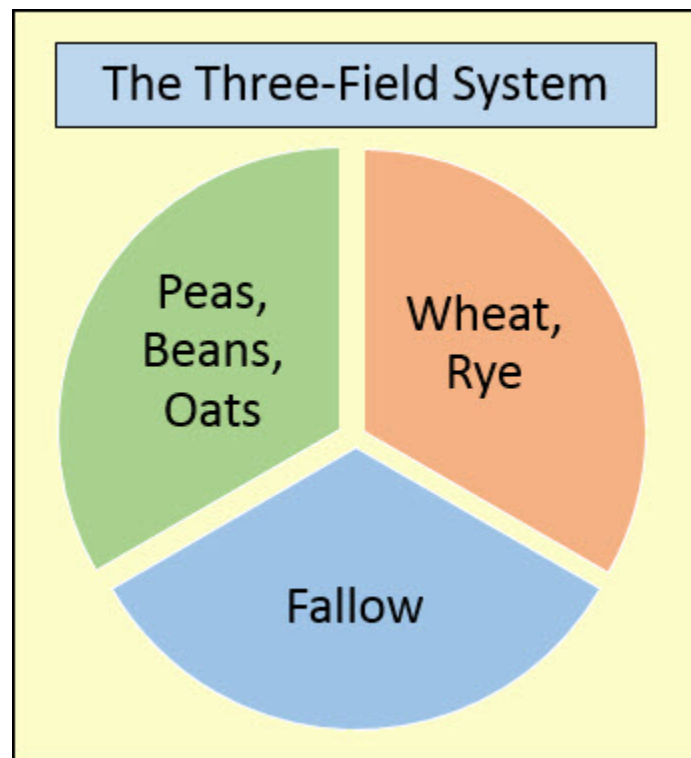 The Three-Field System
Peas,
Beans,
Oats
Wheat,
Rye
Fallow